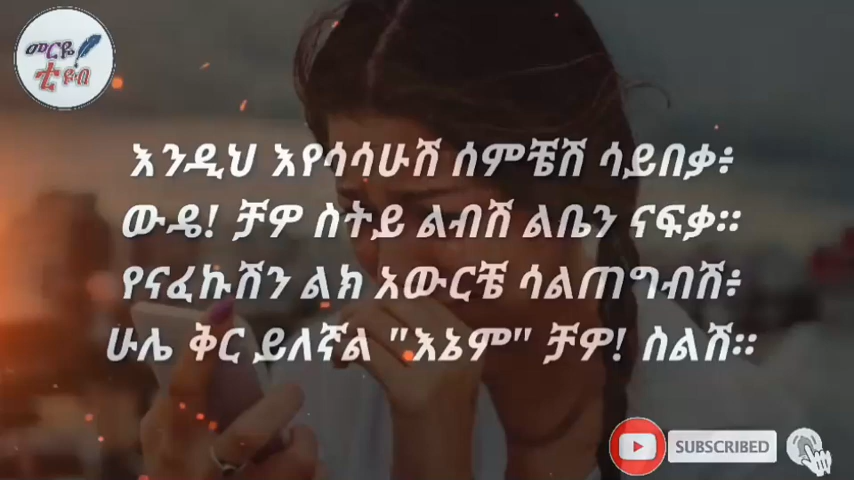 መርዬ
ቲዩብ
እንዲህ እየሳሳሁሽ ሰምቼሽ ሳይበቃ፥
ውዴ! ቻዎ ስትይ ልብሽ ልቤን ናፍቃ።
የናፈኩሽን ልክ አውርቼ ሳልጠግብሽ፥
ሁሌ ቅር ይለኛል "እኔም" ቻዎ! ስልሽ።
SUBSCRIBED